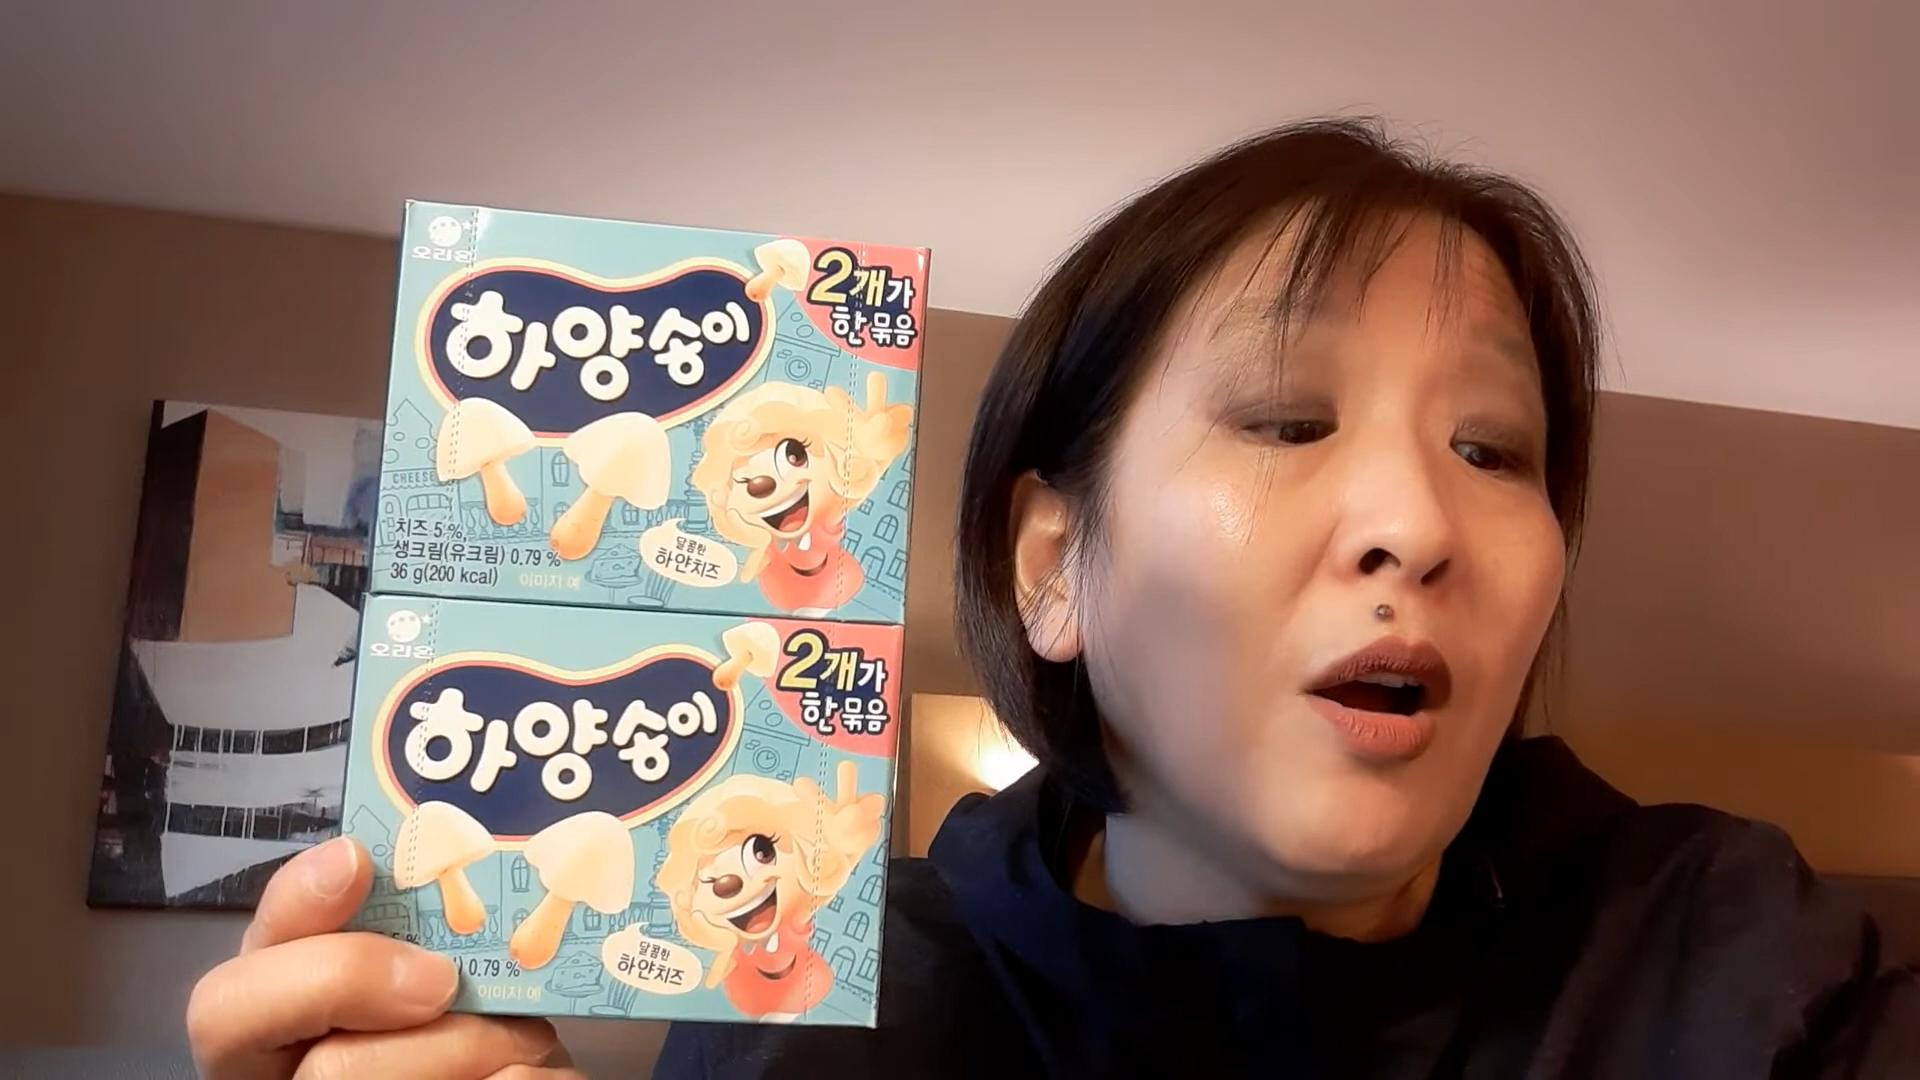 오리온
하양송이
2개가
한 묶음
CHEESE
치즈 5 %,
생크림(유크림) 0.79 %
36 g(200 kcal)
이미지 예
달콤한
하얀치즈
오리온
하양송이
2개가
한 묶음
5 %
) 0.79 %
이미지 예
달콤한
하얀치즈